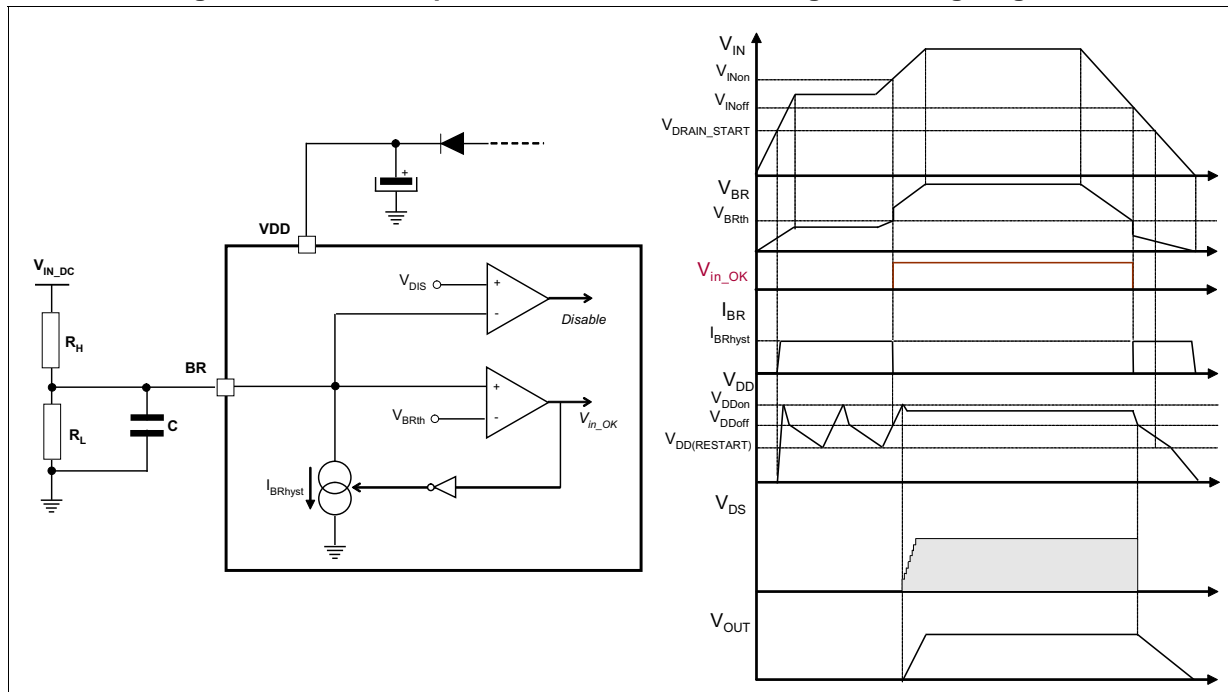 VDD
V_IN_DC
R_H
R_L
C
BR
V_DIS
+
-
Disable
+
-
V_BRth
V_in_OK
I_BRhyst
+
V_IN
V_INon
V_INoff
V_DRAIN_START
V_BR
V_BRth
V_in_OK
I_BR
I_BRhyst
V_DD
V_DDon
V_DDoff
V_DD(RESTART)
V_DS
V_OUT